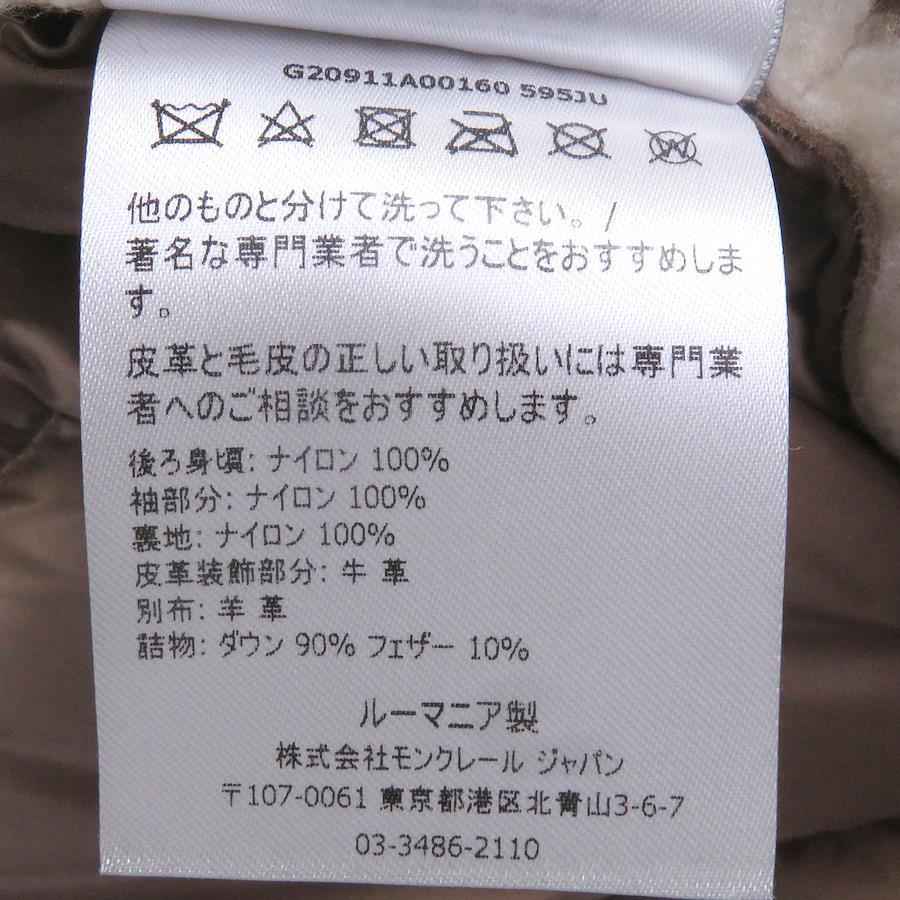 G20911A00160 595JU
W
他のものと分けて洗って下さい。/
著名な専門業者で洗うことをおすすめしま
す。
皮革と毛皮の正しい取り扱いには専門業
者へのご相談をおすすめします。
後ろ身頃: ナイロン 100%
袖部分: ナイロン 100%
裏地: ナイロン 100%
皮革装飾部分: 牛 革
別布: 羊 革
詰物: ダウン 90% フェザー 10%
ルーマニア製
株式会社モンクレール ジャパン
〒107-0061 東京都港区北青山3-6-7
03-3486-2110